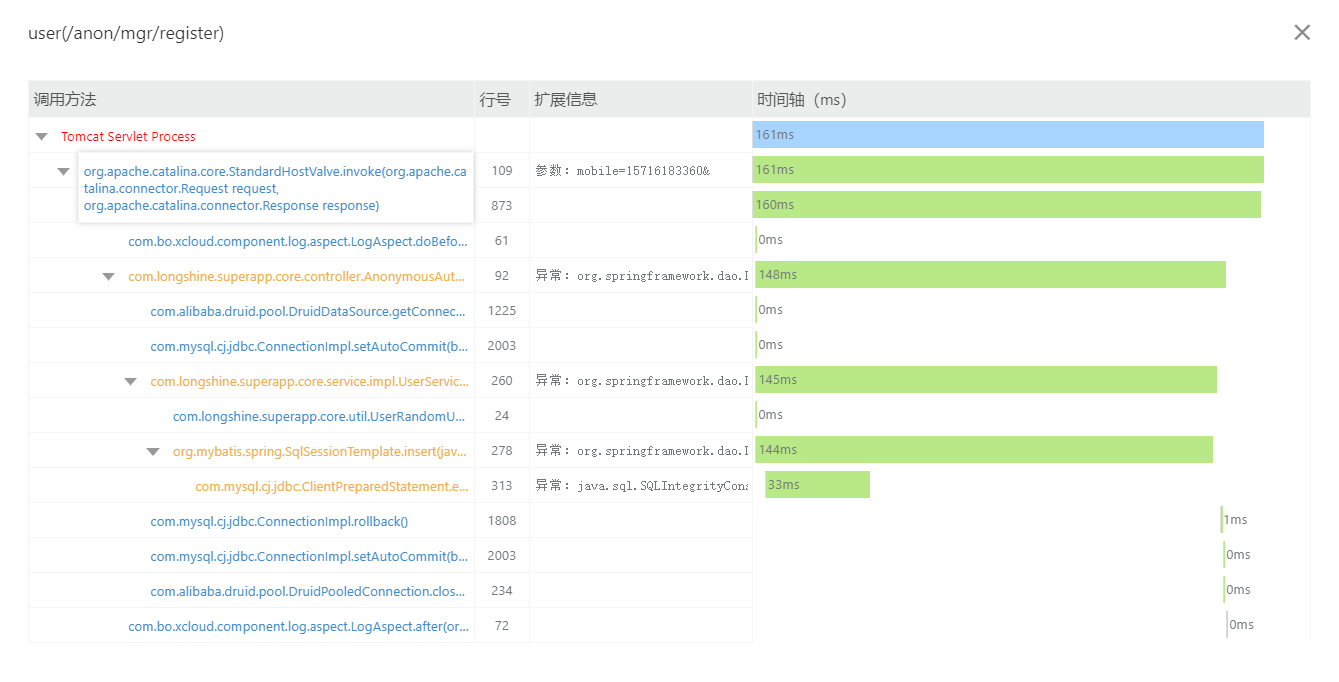 user(/anon/mgr/register)
调用方法 行号 扩展信息 时间轴（ms）
Tomcat Servlet Process 161ms
org.apache.catalina.core.StandardHostValve.invoke(org.apache.ca
talina.connector.Request request,
org.apache.catalina.connector.Response response)
109 参数：mobile=15716183360& 161ms
873 160ms
com.bo.xcloud.component.log.aspect.LogAspect.doBefo... 61 0ms
com.longshine.superapp.core.controller.AnonymousAut... 92 异常：org.springframework.dao.I 148ms
com.alibaba.druid.pool.DruidDataSource.getConnec... 1225 0ms
com.mysql.cj.jdbc.ConnectionImpl.setAutoCommit(b... 2003 0ms
com.longshine.superapp.core.service.impl.UserServic... 260 异常：org.springframework.dao.I 145ms
com.longshine.superapp.core.util.UserRandomU... 24 0ms
org.mybatis.spring.SqlSessionTemplate.insert(jav... 278 异常：org.springframework.dao.I 144ms
com.mysql.cj.jdbc.ClientPreparedStatement.e... 313 异常：java.sql.SQLIntegrityCons 33ms
com.mysql.cj.jdbc.ConnectionImpl.rollback() 1808 1ms
com.mysql.cj.jdbc.ConnectionImpl.setAutoCommit(b... 2003 0ms
com.alibaba.druid.pool.DruidPooledConnection.clos... 234 0ms
com.bo.xcloud.component.log.aspect.LogAspect.after(or... 72 0ms